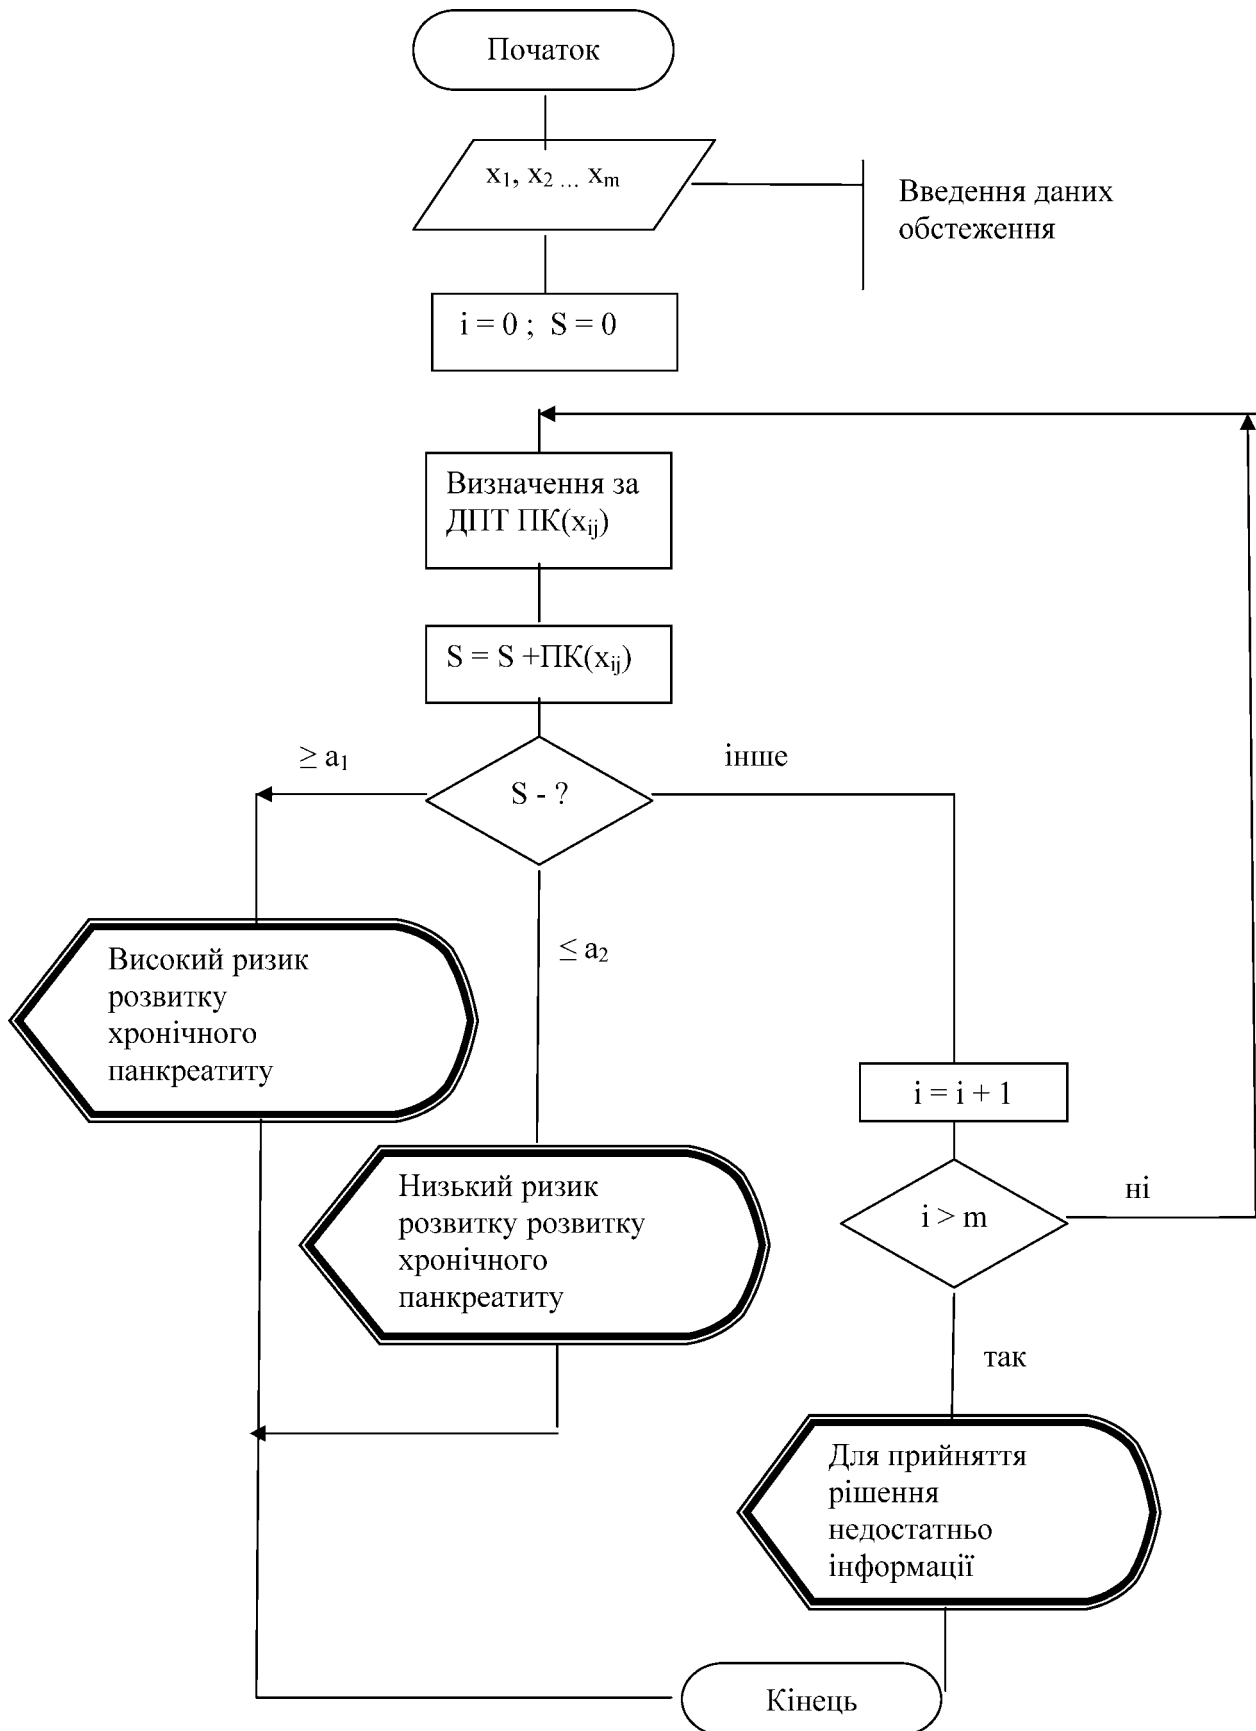 Початок
x₁, x₂ ... xₘ
Введення даних
обстеження
i = 0 ; S = 0
Визначення за
ДПТ ПК(xᵢⱼ)
S = S +ПК(xᵢⱼ)
≥ a₁
інше
S - ?
≤ a₂
Високий ризик
розвитку
хронічного
панкреатиту
i = i + 1
Низький ризик
розвитку розвитку
хронічного
панкреатиту
i > m
ні
так
Для прийняття
рішення
недостатньо
інформації
Кінець